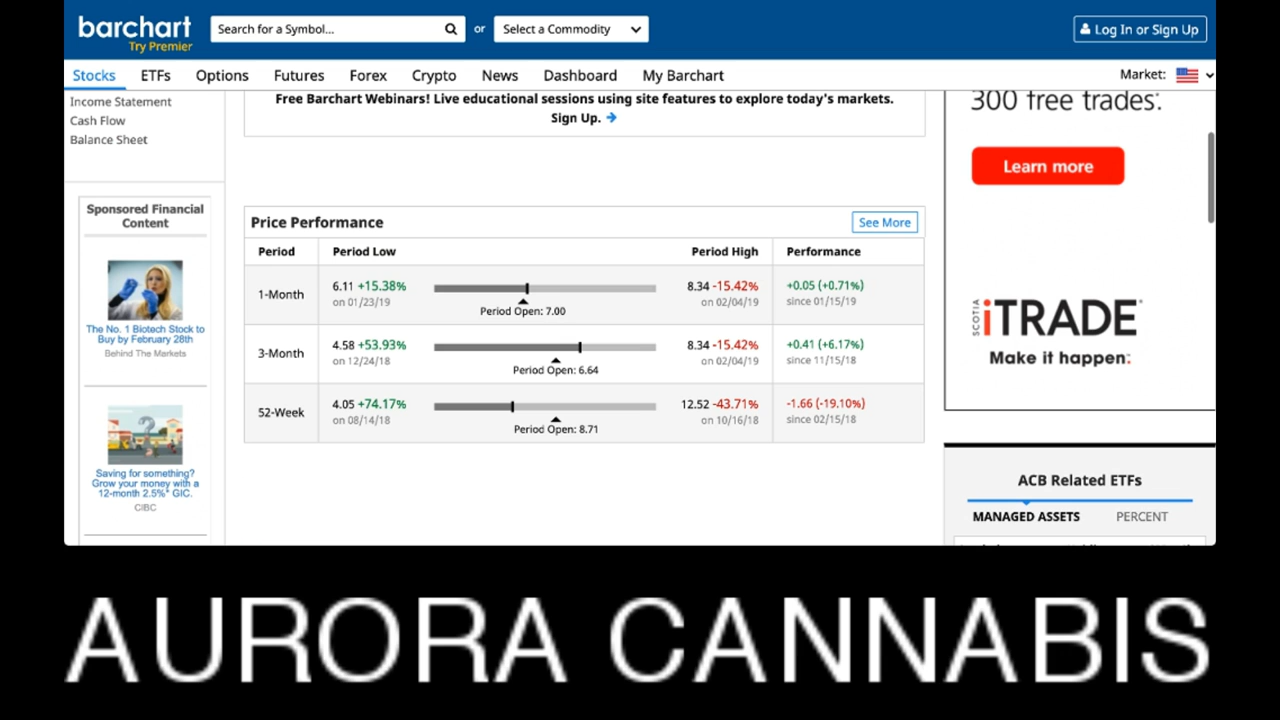 barchart
Try Premier
Search for a Symbol...
or
Select a Commodity
Log In or Sign Up
Stocks ETFs Options Futures Forex Crypto News Dashboard My Barchart
Market:
Income Statement
Cash Flow
Balance Sheet
Free Barchart Webinars! Live educational sessions using site features to explore today's markets.
Sign Up. →
300 free trades*.
Learn more
SCOTIA
iTRADE®
Make it happen:
Sponsored Financial
Content
The No. 1 Biotech Stock to
Buy by February 28th
Behind The Markets
Saving for something?
Grow your money with a
12-month 2.5%* GIC.
CIBC
Price Performance
See More
Period Period Low Period High Performance
1-Month 6.11 +15.38% 8.34 -15.42% +0.05 (+0.71%)
on 01/23/19 Period Open: 7.00 on 02/04/19 since 01/15/19
3-Month 4.58 +53.93% 8.34 -15.42% +0.41 (+6.17%)
on 12/24/18 Period Open: 6.64 on 02/04/19 since 11/15/18
52-Week 4.05 +74.17% 12.52 -43.71% -1.66 (-19.10%)
on 08/14/18 Period Open: 8.71 on 10/16/18 since 02/15/18
ACB Related ETFs
MANAGED ASSETS PERCENT
AURORA CANNABIS